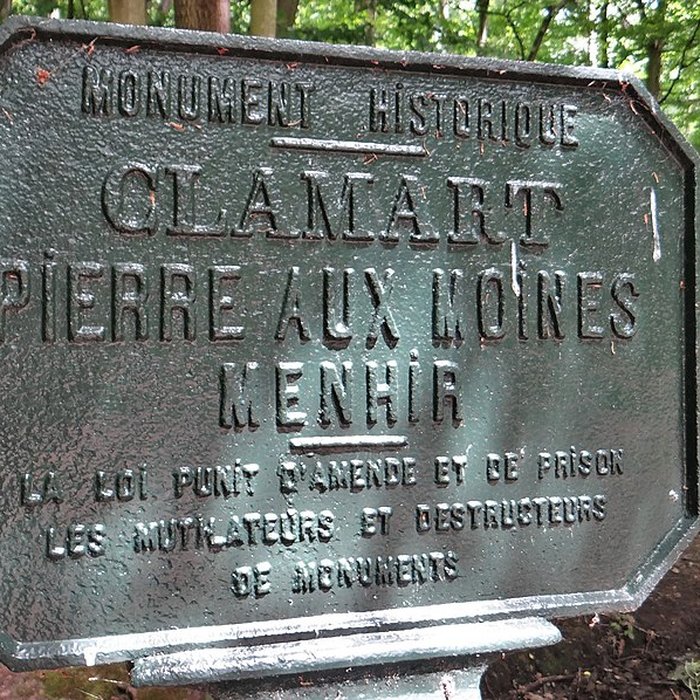 MONUMENT HISTORIQUE
CLAMART
PIERRE AUX MOINES
MENHIR
LA LOI PUNIT D'AMENDE ET DE PRISON
LES MUTILATEURS ET DESTRUCTEURS
DE MONUMENTS